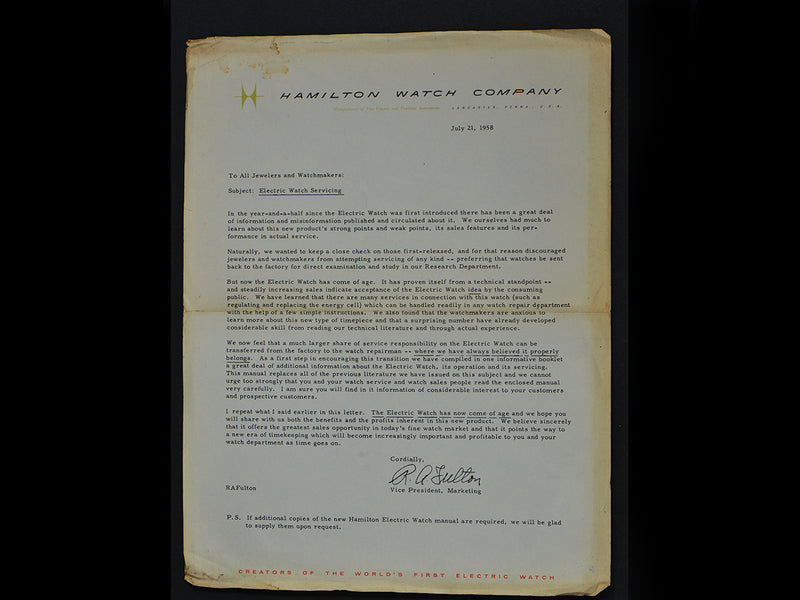 HAMILTON WATCH COMPANY
LANCASTER, PENNA., U.S.A.
July 21, 1958
To All Jewelers and Watchmakers:
Subject: Electric Watch Servicing
In the year-and-a-half since the Electric Watch was first introduced there has been a great deal
of information and misinformation published and circulated about it. We ourselves had much to
learn about this new product's strong points and weak points, its sales features and its per-
formance in actual service.
Naturally, we wanted to keep a close check on those first-released, and for that reason discouraged
jewelers and watchmakers from attempting servicing of any kind -- preferring that watches be sent
back to the factory for direct examination and study in our Research Department.
But now the Electric Watch has come of age. It has proven itself from a technical standpoint --
and steadily increasing sales indicate acceptance of the Electric Watch idea by the consuming
public. We have learned that there are many services in connection with this watch (such as
regulating and replacing the energy cell) which can be handled readily in any watch repair department
with the help of a few simple instructions. We also found that the watchmakers are anxious to
learn more about this new type of timepiece and that a surprising number have already developed
considerable skill from reading our technical literature and through actual experience.
We now feel that a much larger share of service responsibility on the Electric Watch can be
transferred from the factory to the watch repairman -- where we have always believed it properly
belongs. As a first step in encouraging this transition we have compiled in one informative booklet
a great deal of additional information about the Electric Watch, its operation and its servicing.
This manual replaces all of the previous literature we have issued on this subject and we cannot
urge too strongly that you and your watch service and watch sales people read the enclosed manual
very carefully. I am sure you will find in it information of considerable interest to your customers
and prospective customers.
I repeat what I said earlier in this letter. The Electric Watch has now come of age and we hope you
will share with us both the benefits and the profits inherent in this new product. We believe sincerely
that it offers the greatest sales opportunity in today's fine watch market and that it points the way to
a new era of timekeeping which will become increasingly important and profitable to you and your
watch department as time goes on.
Cordially,
R. A. Fulton
RAFulton
Vice President, Marketing
P.S. If additional copies of the new Hamilton Electric Watch manual are required, we will be glad
to supply them upon request.
CREATORS OF THE WORLD'S FIRST ELECTRIC WATCH